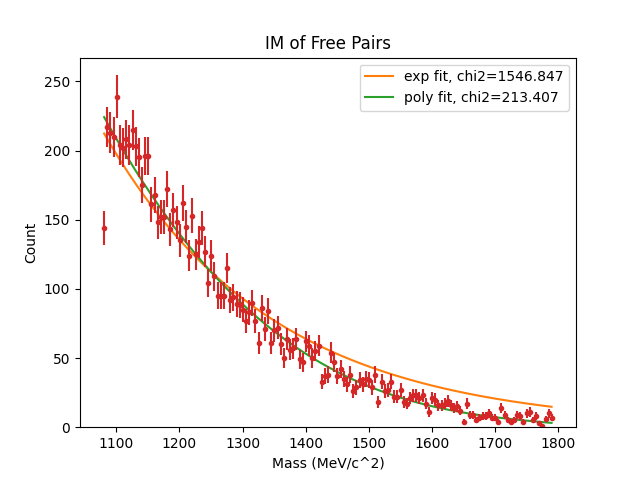 IM of Free Pairs
exp fit, chi2=1546.847
poly fit, chi2=213.407
250
200
150
100
50
0
Count
1100 1200 1300 1400 1500 1600 1700 1800
Mass (MeV/c^2)